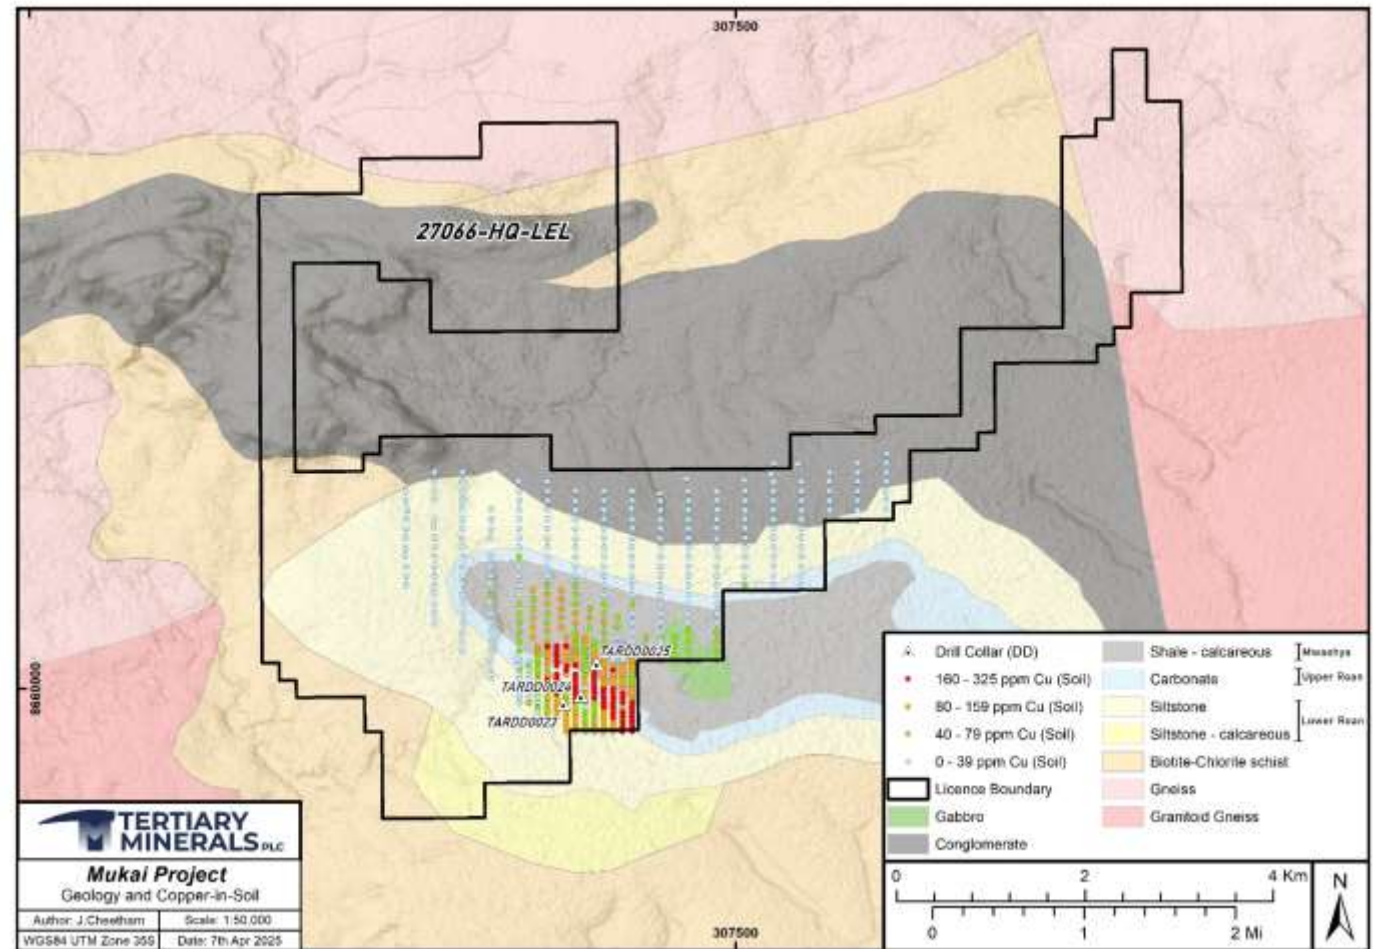 307500
27066-HQ-LEL
TARDD0025
TARDD0024
TARDD0023
8660000
Drill Collar (DD)
160 - 325 ppm Cu (Soil)
80 - 159 ppm Cu (Soil)
40 - 79 ppm Cu (Soil)
0 - 39 ppm Cu (Soil)
Licence Boundary
Gabbro
Conglomerate
Shale - calcareous
Mwashya
Carbonate
Upper Roan
Siltstone
Siltstone - calcareous
Lower Roan
Biotite-Chlorite schist
Gneiss
Granitoid Gneiss
TERTIARY
MINERALS PLC
Mukai Project
Geology and Copper-in-Soil
Author: J.Cheetham
Scale: 1:50,000
WGS84 UTM Zone 35S
Date: 7th Apr 2025
307500
0 2 4 Km
0 1 2 Mi
N